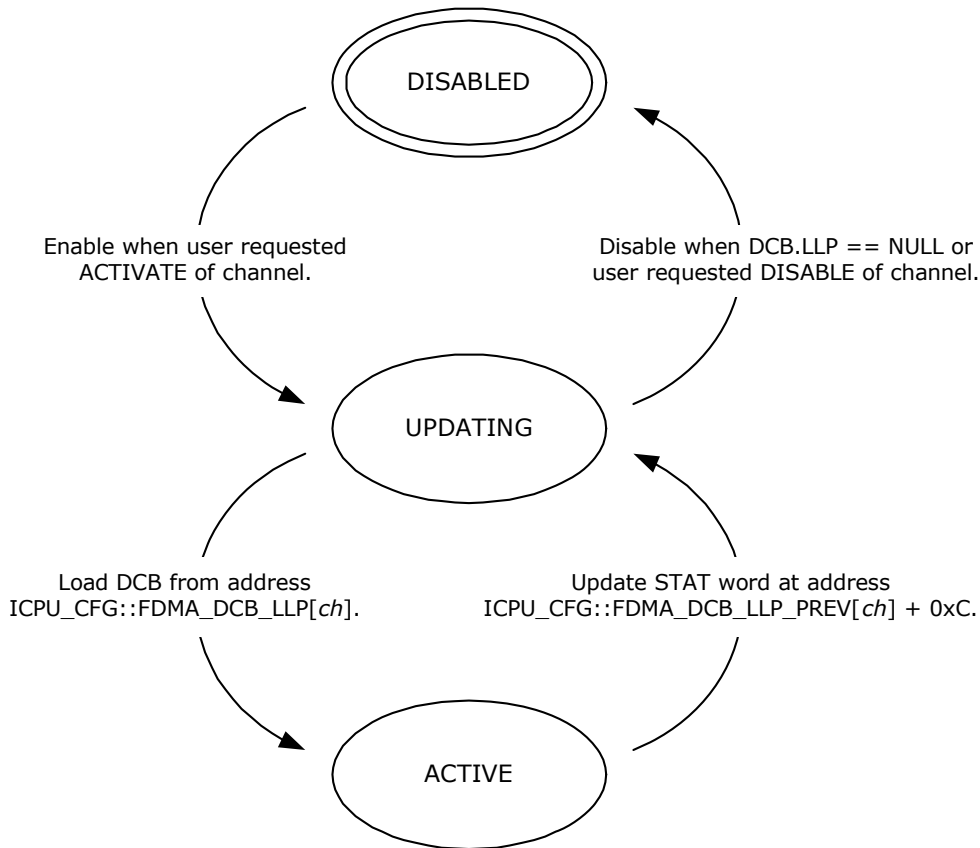 DISABLED
Enable when user requested
ACTIVATE of channel.
Disable when DCB.LLP == NULL or
user requested DISABLE of channel.
UPDATING
Load DCB from address
ICPU_CFG::FDMA_DCB_LLP[ch].
Update STAT word at address
ICPU_CFG::FDMA_DCB_LLP_PREV[ch] + 0xC.
ACTIVE